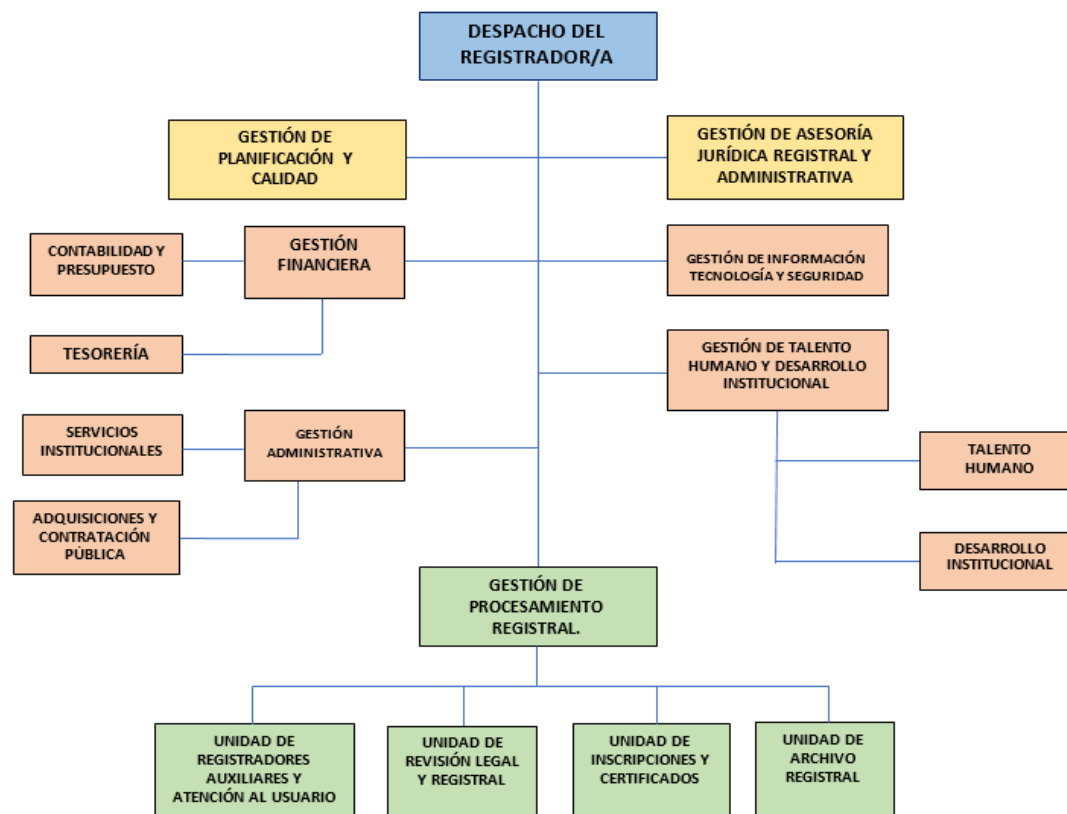 DESPACHO DEL
REGISTRADOR/A
GESTIÓN DE
PLANIFICACIÓN Y
CALIDAD
GESTIÓN DE ASESORÍA
JURÍDICA REGISTRAL Y
ADMINISTRATIVA
CONTABILIDAD Y
PRESUPUESTO
GESTIÓN
FINANCIERA
GESTIÓN DE INFORMACIÓN
TECNOLOGÍA Y SEGURIDAD
TESORERÍA
GESTIÓN DE TALENTO
HUMANO Y DESARROLLO
INSTITUCIONAL
SERVICIOS
INSTITUCIONALES
GESTIÓN
ADMINISTRATIVA
TALENTO
HUMANO
ADQUISICIONES Y
CONTRATACIÓN
PÚBLICA
DESARROLLO
INSTITUCIONAL
GESTIÓN DE
PROCESAMIENTO
REGISTRAL.
UNIDAD DE
REGISTRADORES
AUXILIARES Y
ATENCIÓN AL USUARIO
UNIDAD DE
REVISIÓN LEGAL
Y REGISTRAL
UNIDAD DE
INSCRIPCIONES Y
CERTIFICADOS
UNIDAD DE
ARCHIVO
REGISTRAL